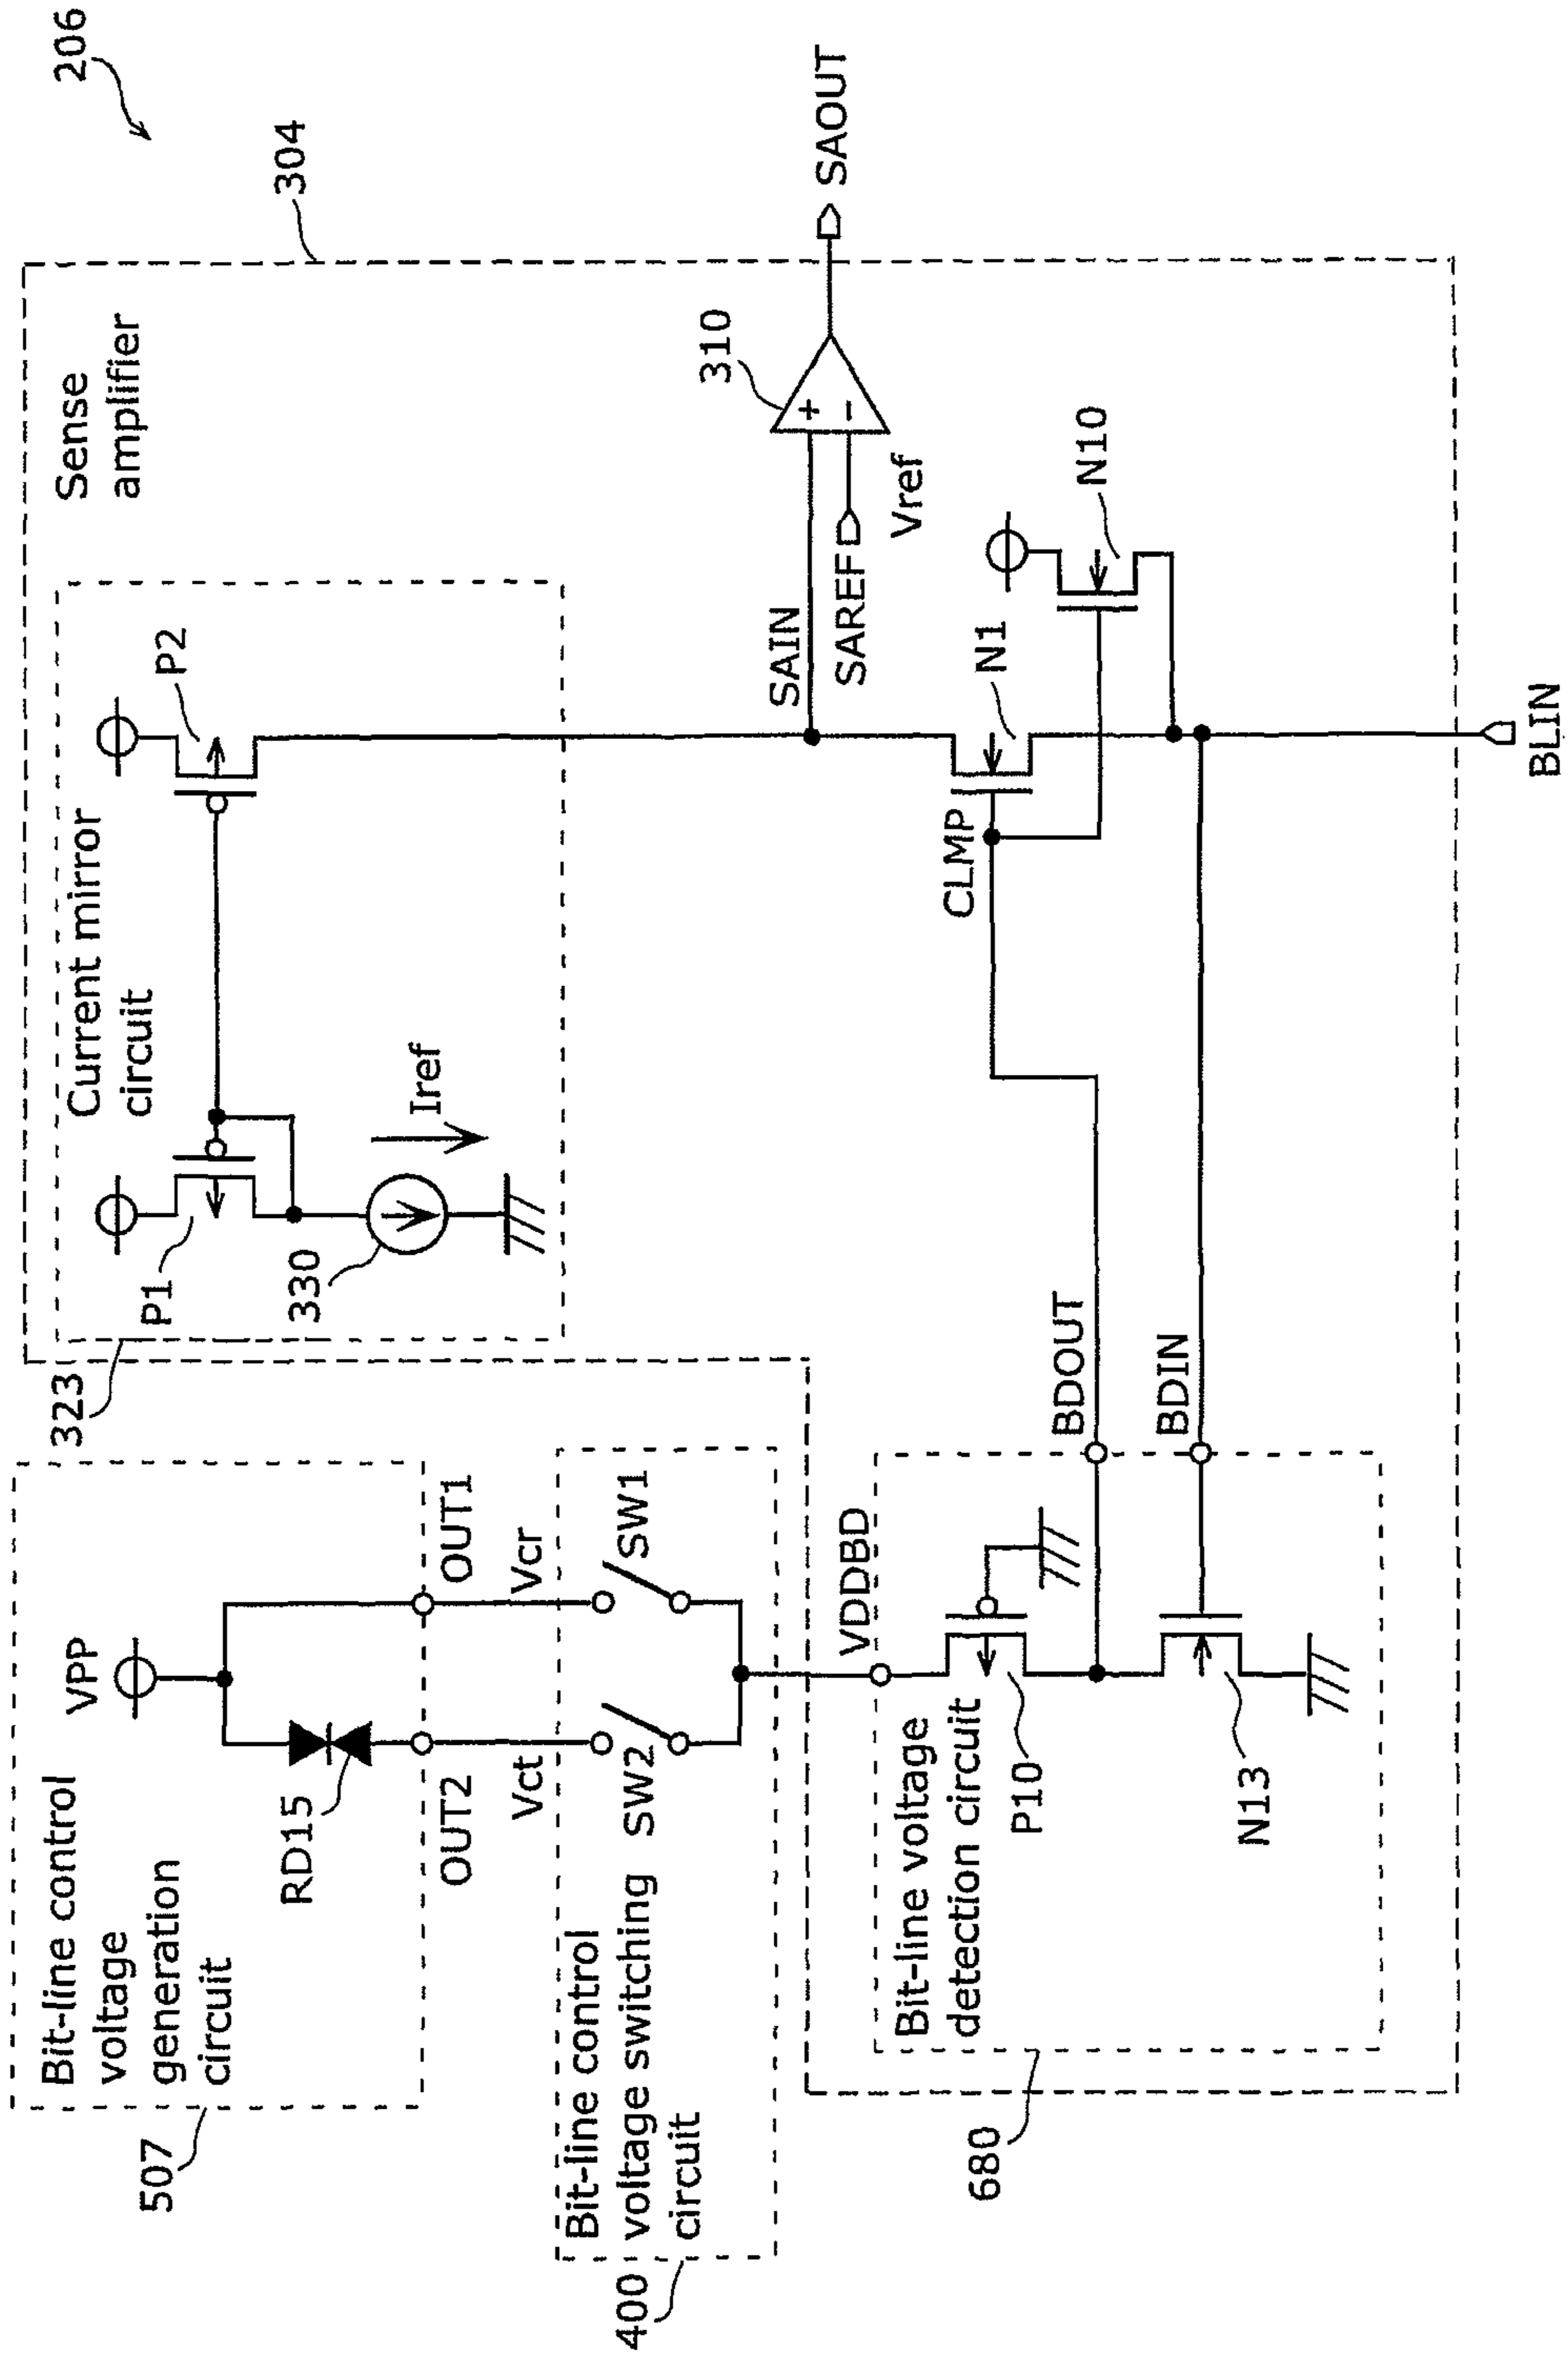 206
507
Bit-line control
voltage
generation
circuit
VPP
RD15
OUT2
OUT1
Vct
Vcr
400
Bit-line control
voltage switching
circuit
SW2
SW1
323
Current mirror
circuit
P1
P2
330
Iref
Sense
amplifier
304
SAIN
SAREF
Vref
310
+
−
SAOUT
CLMP
N1
N10
VDDBD
680
Bit-line voltage
detection circuit
P10
N13
BDOUT
BDIN
BLIN